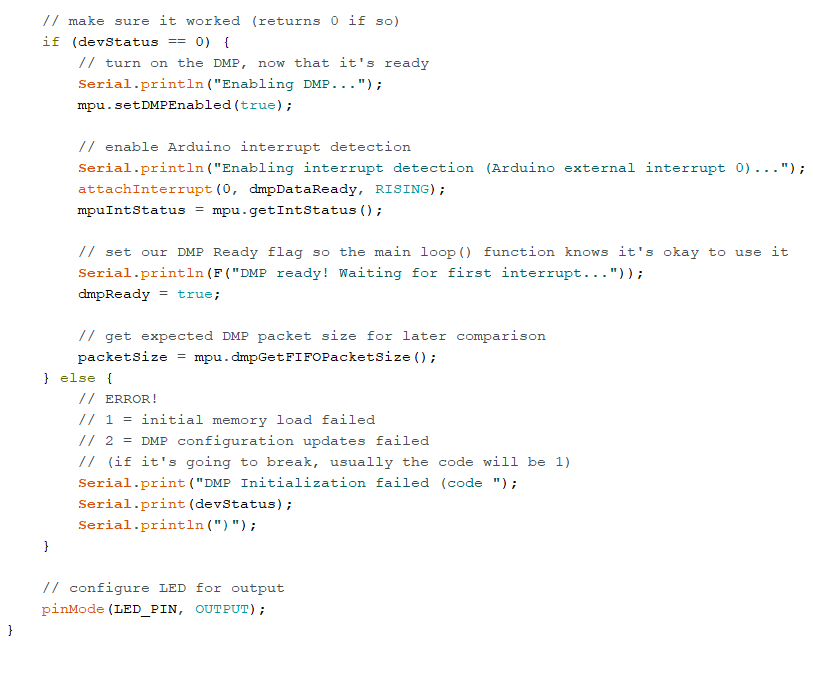 // make sure it worked (returns 0 if so)
if (devStatus == 0) {
// turn on the DMP, now that it's ready
Serial.println("Enabling DMP...");
mpu.setDMPEnabled(true);
// enable Arduino interrupt detection
Serial.println("Enabling interrupt detection (Arduino external interrupt 0)...");
attachInterrupt(0, dmpDataReady, RISING);
mpuIntStatus = mpu.getIntStatus();
// set our DMP Ready flag so the main loop() function knows it's okay to use it
Serial.println(F("DMP ready! Waiting for first interrupt..."));
dmpReady = true;
// get expected DMP packet size for later comparison
packetSize = mpu.dmpGetFIFOPacketSize();
} else {
// ERROR!
// 1 = initial memory load failed
// 2 = DMP configuration updates failed
// (if it's going to break, usually the code will be 1)
Serial.print("DMP Initialization failed (code ");
Serial.print(devStatus);
Serial.println(")");
}
// configure LED for output
pinMode(LED_PIN, OUTPUT);
}